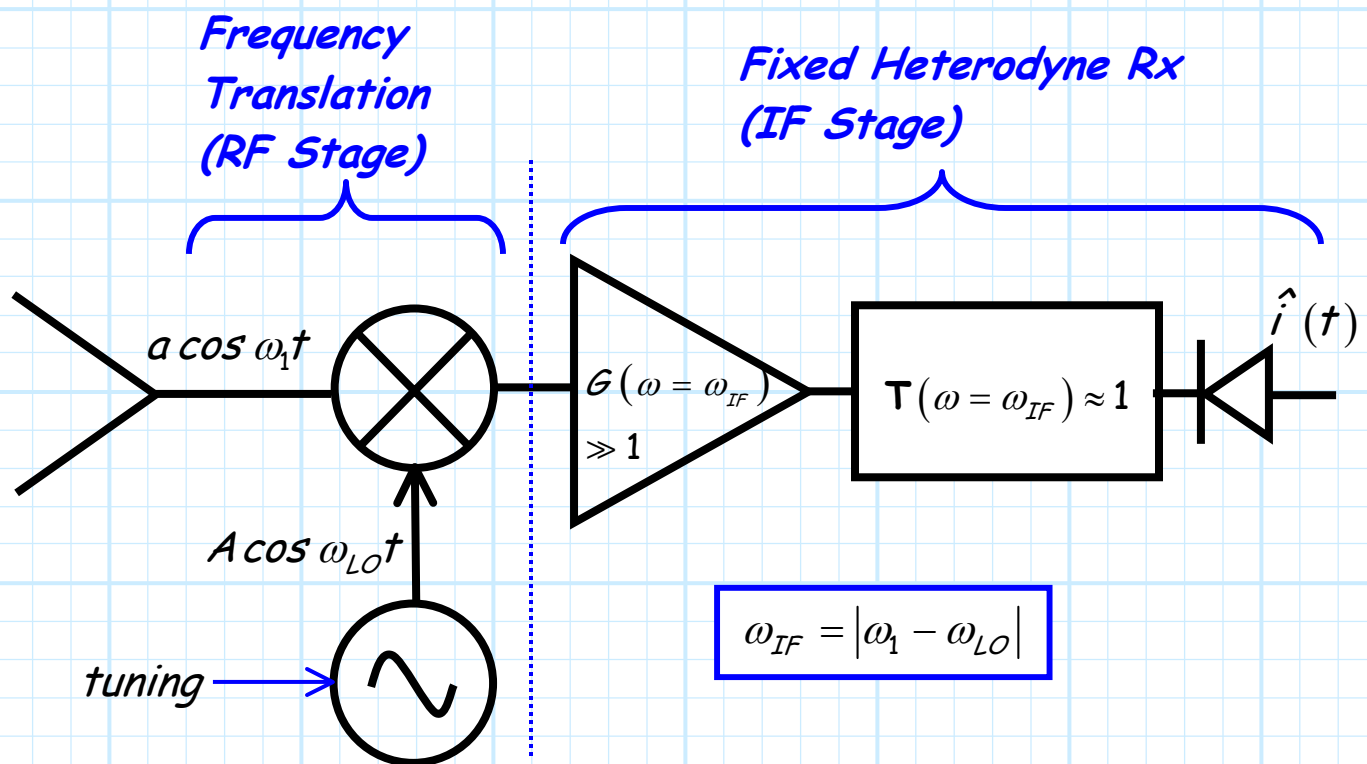 Frequency
Translation
(RF Stage)
Fixed Heterodyne Rx
(IF Stage)
a cos ω₁t
G(ω = ω_IF)
≫ 1
T(ω = ω_IF) ≈ 1
î(t)
A cos ω_LO t
ω_IF = |ω₁ − ω_LO|
tuning